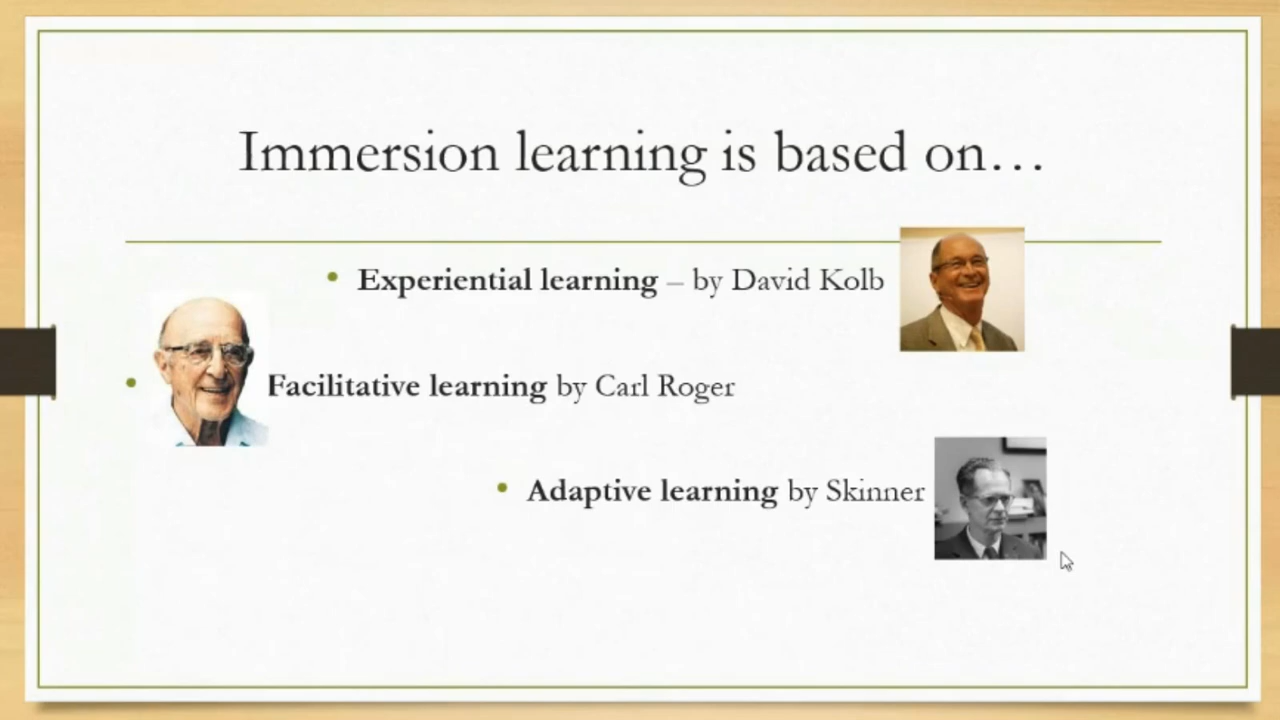 Immersion learning is based on…
• Experiential learning – by David Kolb
• Facilitative learning by Carl Roger
• Adaptive learning by Skinner